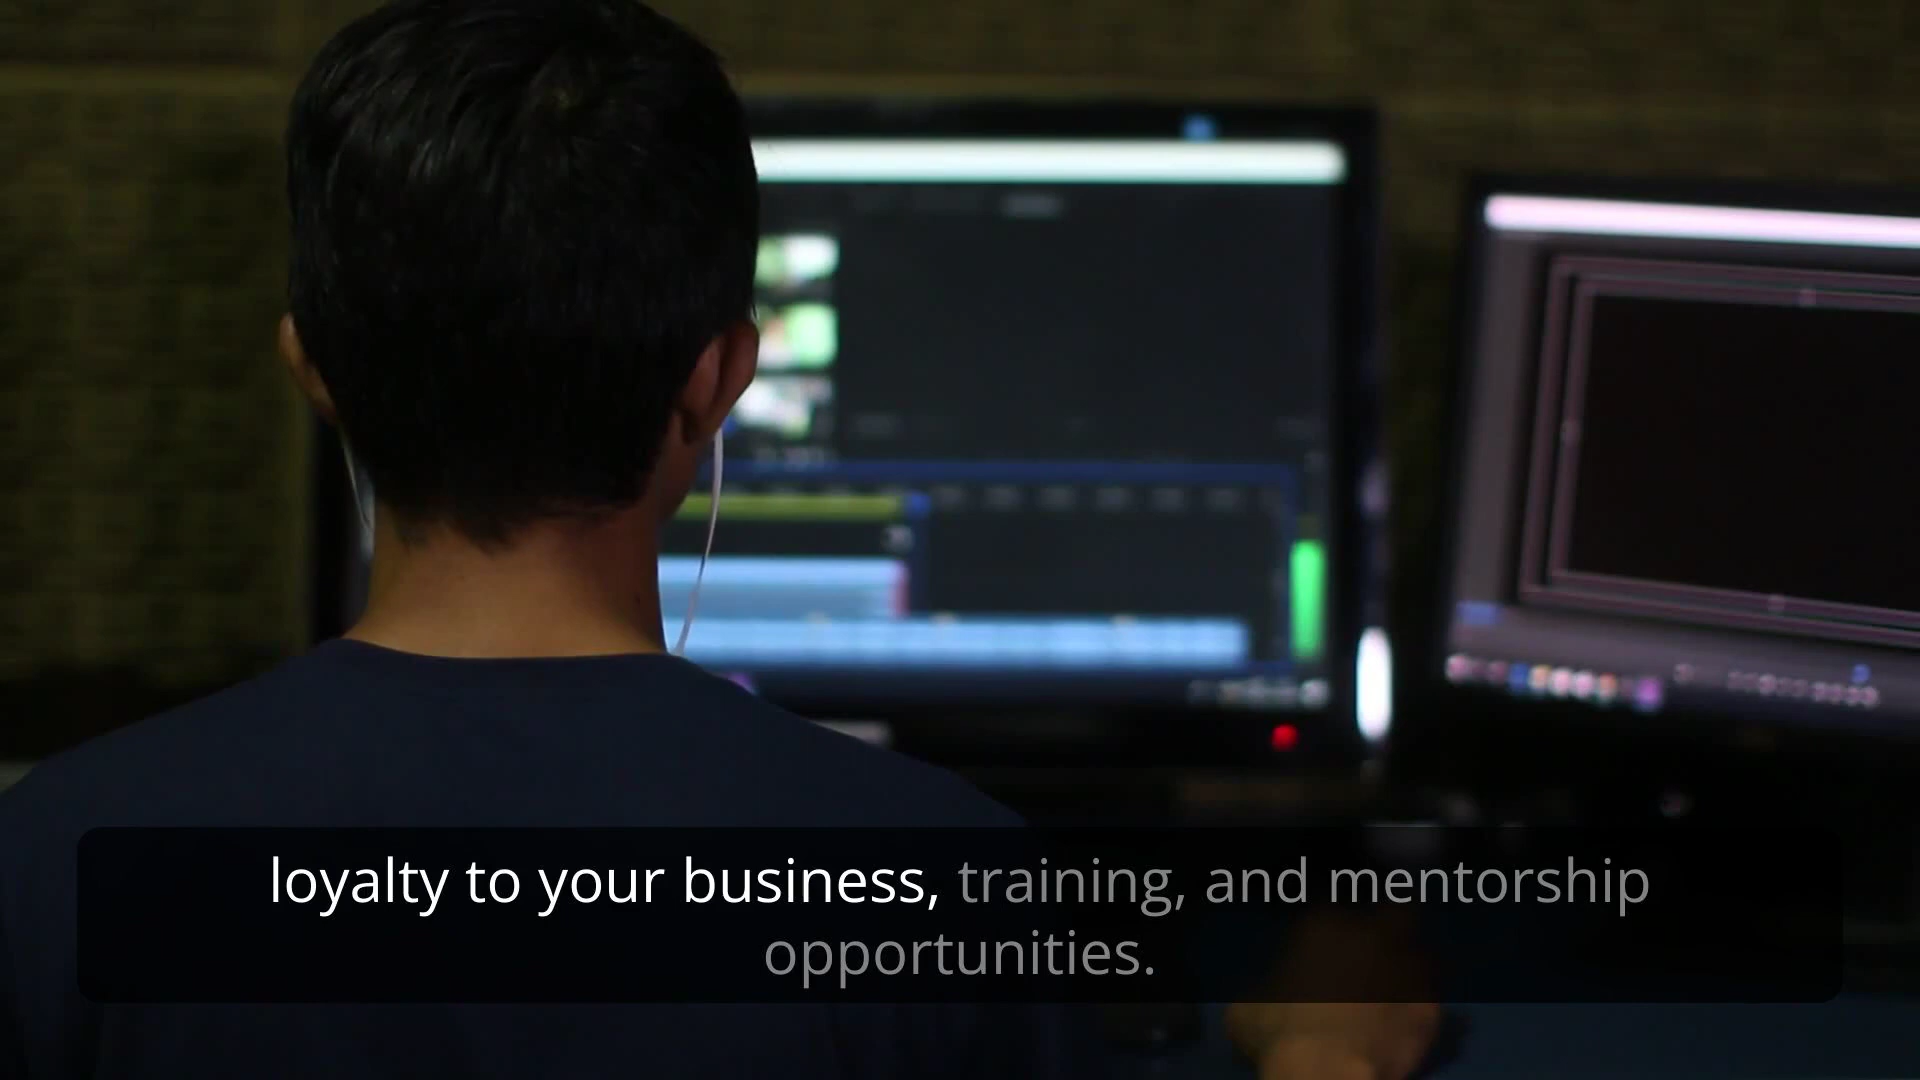 loyalty to your business, training, and mentorship
opportunities.